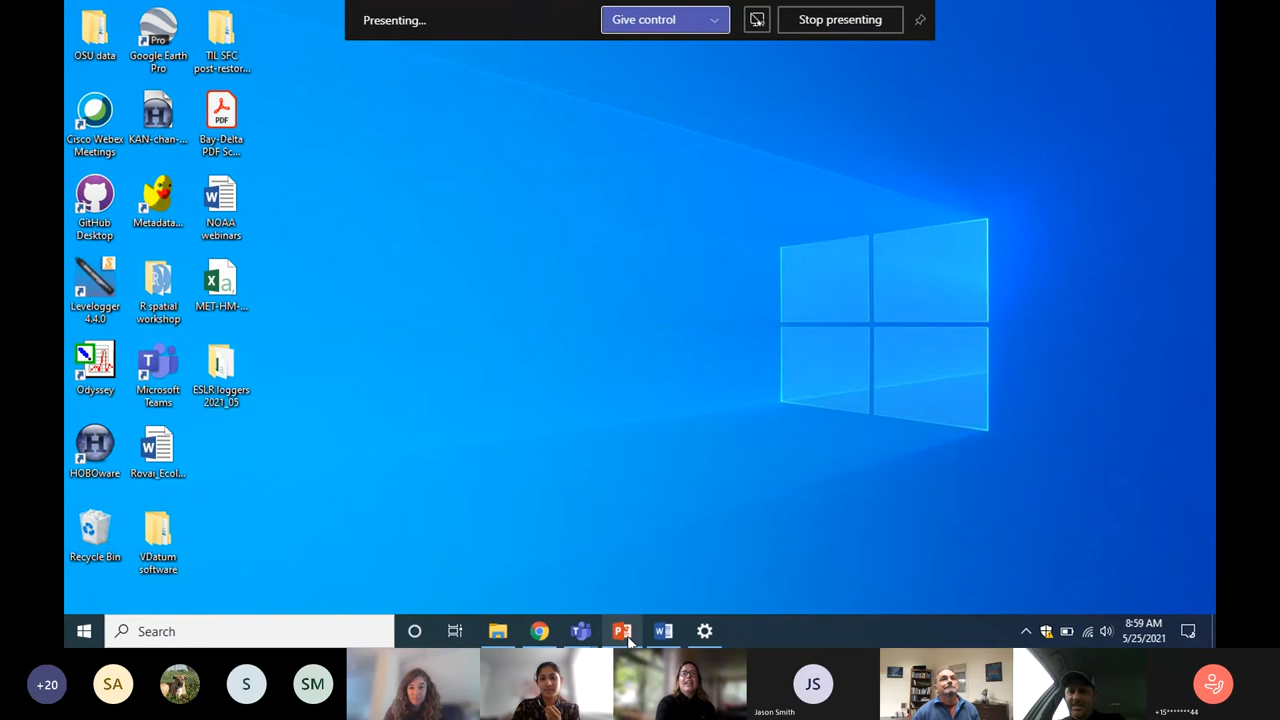 Presenting...
Give control
Stop presenting
OSU data
Google Earth
Pro
TIL SFC
post-restor...
Cisco Webex
Meetings
KAN-chan-...
Bay-Delta
PDF Sc...
GitHub
Desktop
Metadata...
NOAA
webinars
Levelogger
4.4.0
R spatial
workshop
MET-HM-...
Odyssey
Microsoft
Teams
ESLR loggers
2021_05
HOBOware
Rovai_Ecol...
Recycle Bin
VDatum
software
Search
8:59 AM
5/25/2021
+20
SA
S
SM
JS
Jason Smith
+15*******44